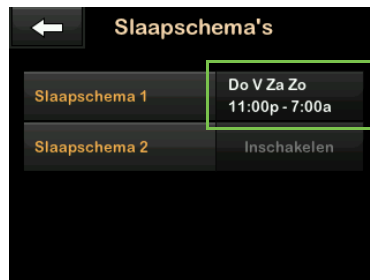 Slaapschema's
Slaapschema 1
Do V Za Zo
11:00p - 7:00a
Slaapschema 2
Inschakelen